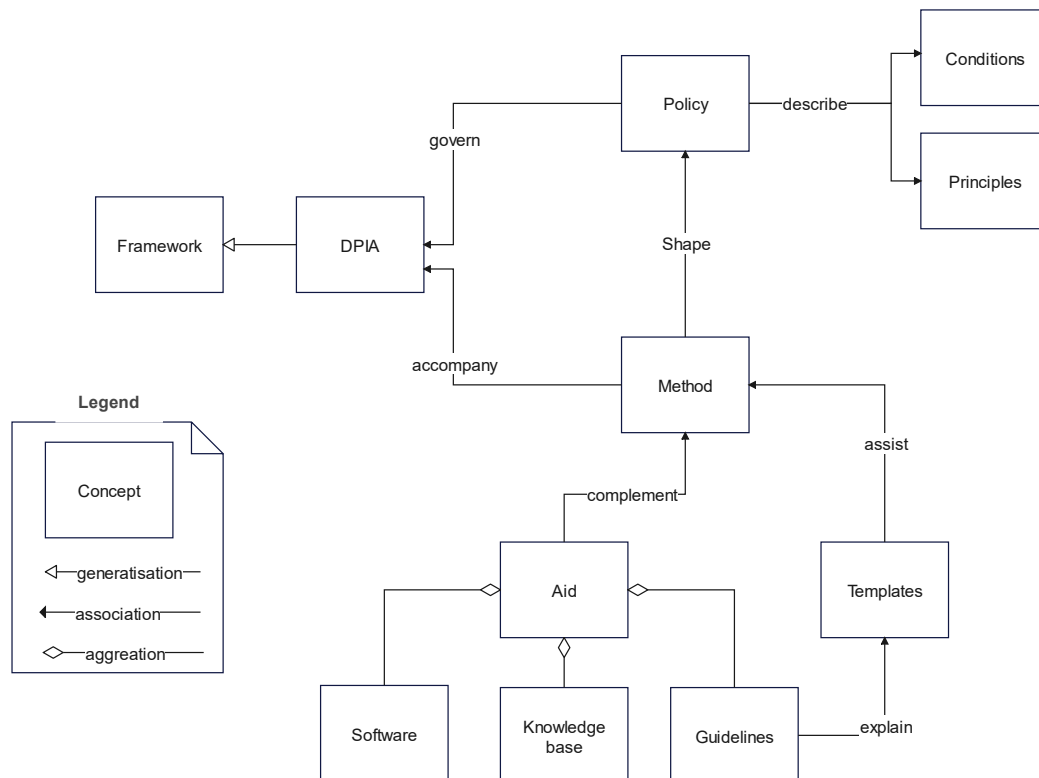 Conditions
Policy
describe
govern
Principles
Framework
DPIA
Shape
accompany
Method
Legend
assist
Concept
complement
generatisation
Aid
Templates
association
aggreation
Software
Knowledge
base
Guidelines
explain